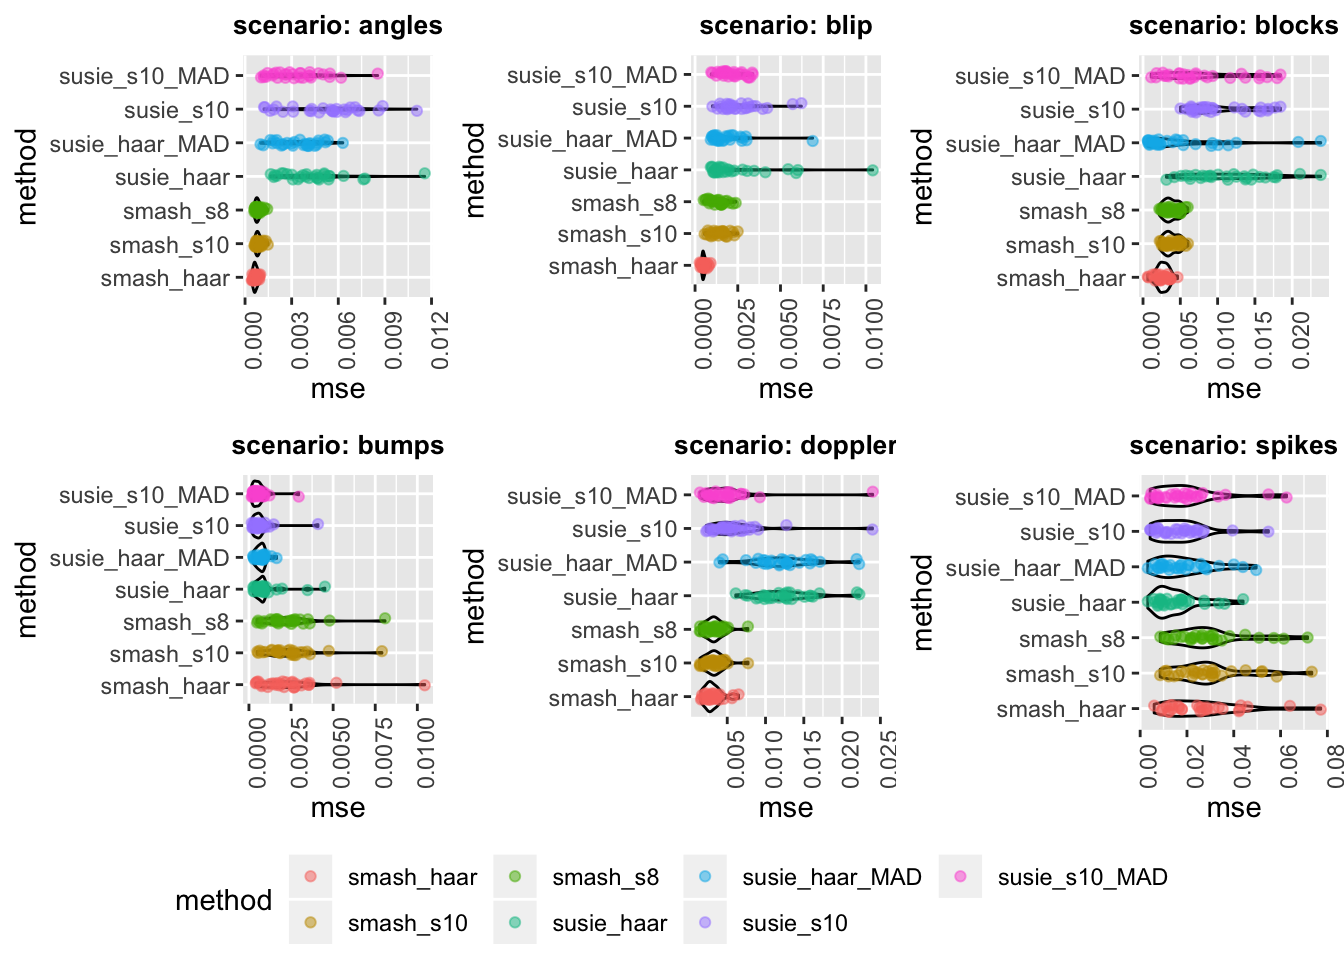 scenario: angles
method
susie_s10_MAD
susie_s10
susie_haar_MAD
susie_haar
smash_s8
smash_s10
smash_haar
0.000
0.003
0.006
0.009
0.012
mse
scenario: blip
method
susie_s10_MAD
susie_s10
susie_haar_MAD
susie_haar
smash_s8
smash_s10
smash_haar
0.0000
0.0025
0.0050
0.0075
0.0100
mse
scenario: blocks
method
susie_s10_MAD
susie_s10
susie_haar_MAD
susie_haar
smash_s8
smash_s10
smash_haar
0.000
0.005
0.010
0.015
0.020
mse
scenario: bumps
method
susie_s10_MAD
susie_s10
susie_haar_MAD
susie_haar
smash_s8
smash_s10
smash_haar
0.0000
0.0025
0.0050
0.0075
0.0100
mse
scenario: doppler
method
susie_s10_MAD
susie_s10
susie_haar_MAD
susie_haar
smash_s8
smash_s10
smash_haar
0.005
0.010
0.015
0.020
0.025
mse
scenario: spikes
method
susie_s10_MAD
susie_s10
susie_haar_MAD
susie_haar
smash_s8
smash_s10
smash_haar
0.00
0.02
0.04
0.06
0.08
mse
method
smash_haar
smash_s8
susie_haar_MAD
susie_s10_MAD
smash_s10
susie_haar
susie_s10